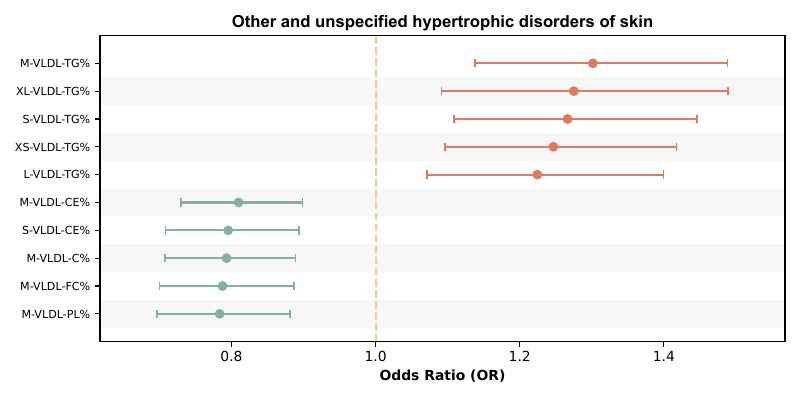 Other and unspecified hypertrophic disorders of skin
M-VLDL-TG%
XL-VLDL-TG%
S-VLDL-TG%
XS-VLDL-TG%
L-VLDL-TG%
M-VLDL-CE%
S-VLDL-CE%
M-VLDL-C%
M-VLDL-FC%
M-VLDL-PL%
0.8 1.0 1.2 1.4
Odds Ratio (OR)